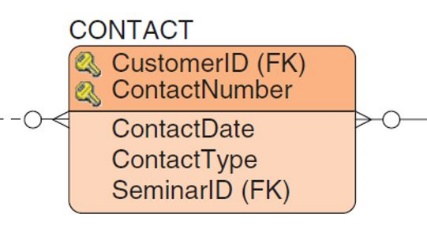 CONTACT
CustomerID (FK)
ContactNumber
ContactDate
ContactType
SeminarID (FK)